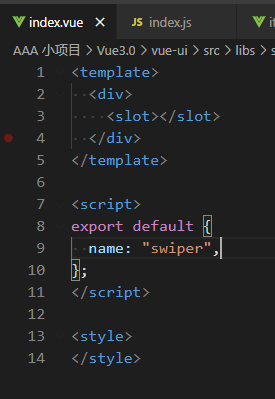 index.vue × index.js
AAA 小项目 > Vue3.0 > vue-ui > src > libs >
1 <template>
2 <div>
3 <slot></slot>
4 </div>
5 </template>
6
7 <script>
8 export default {
9 name: "swiper",
10 };
11 </script>
12
13 <style>
14 </style>